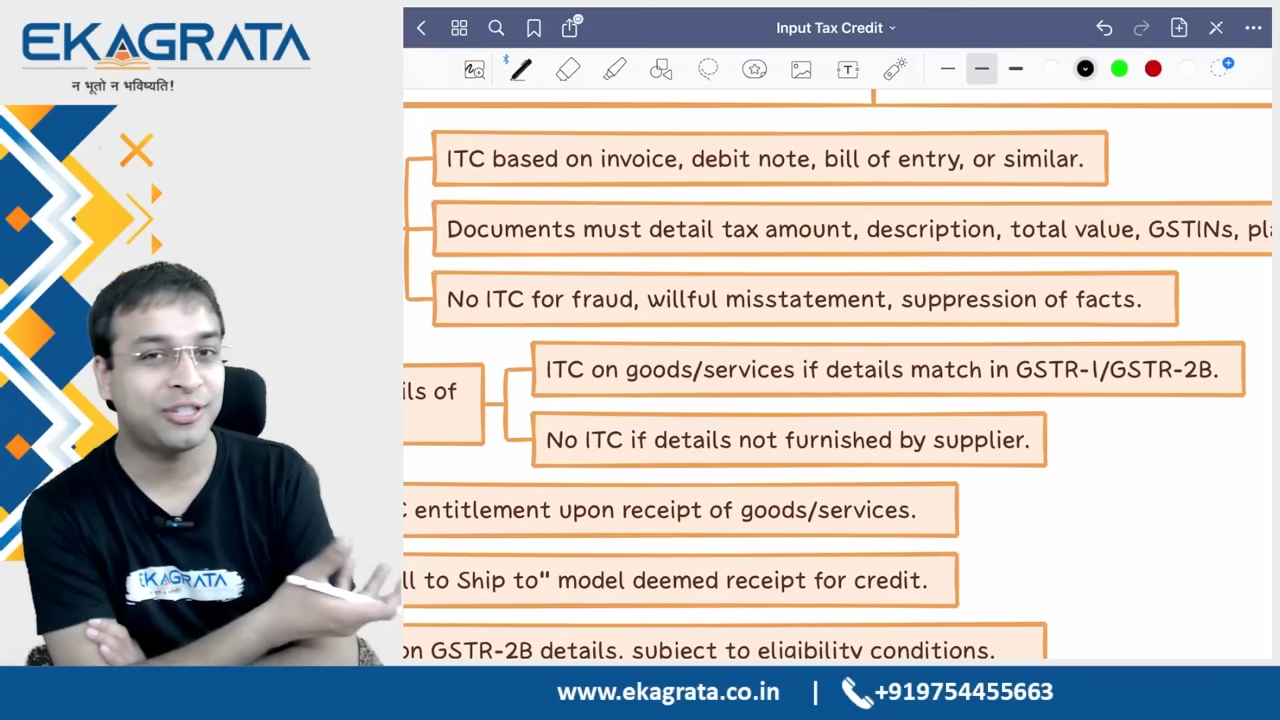 EKAGRATA
न भूतो न भविष्यति!
Input Tax Credit
T
ITC based on invoice, debit note, bill of entry, or similar.
Documents must detail tax amount, description, total value, GSTINs, pl
No ITC for fraud, willful misstatement, suppression of facts.
ITC on goods/services if details match in GSTR-1/GSTR-2B.
ils of
No ITC if details not furnished by supplier.
C entitlement upon receipt of goods/services.
ll to Ship to" model deemed receipt for credit.
on GSTR-2B details, subject to eligibility conditions.
EKAGRATA
www.ekagrata.co.in | +919754455663